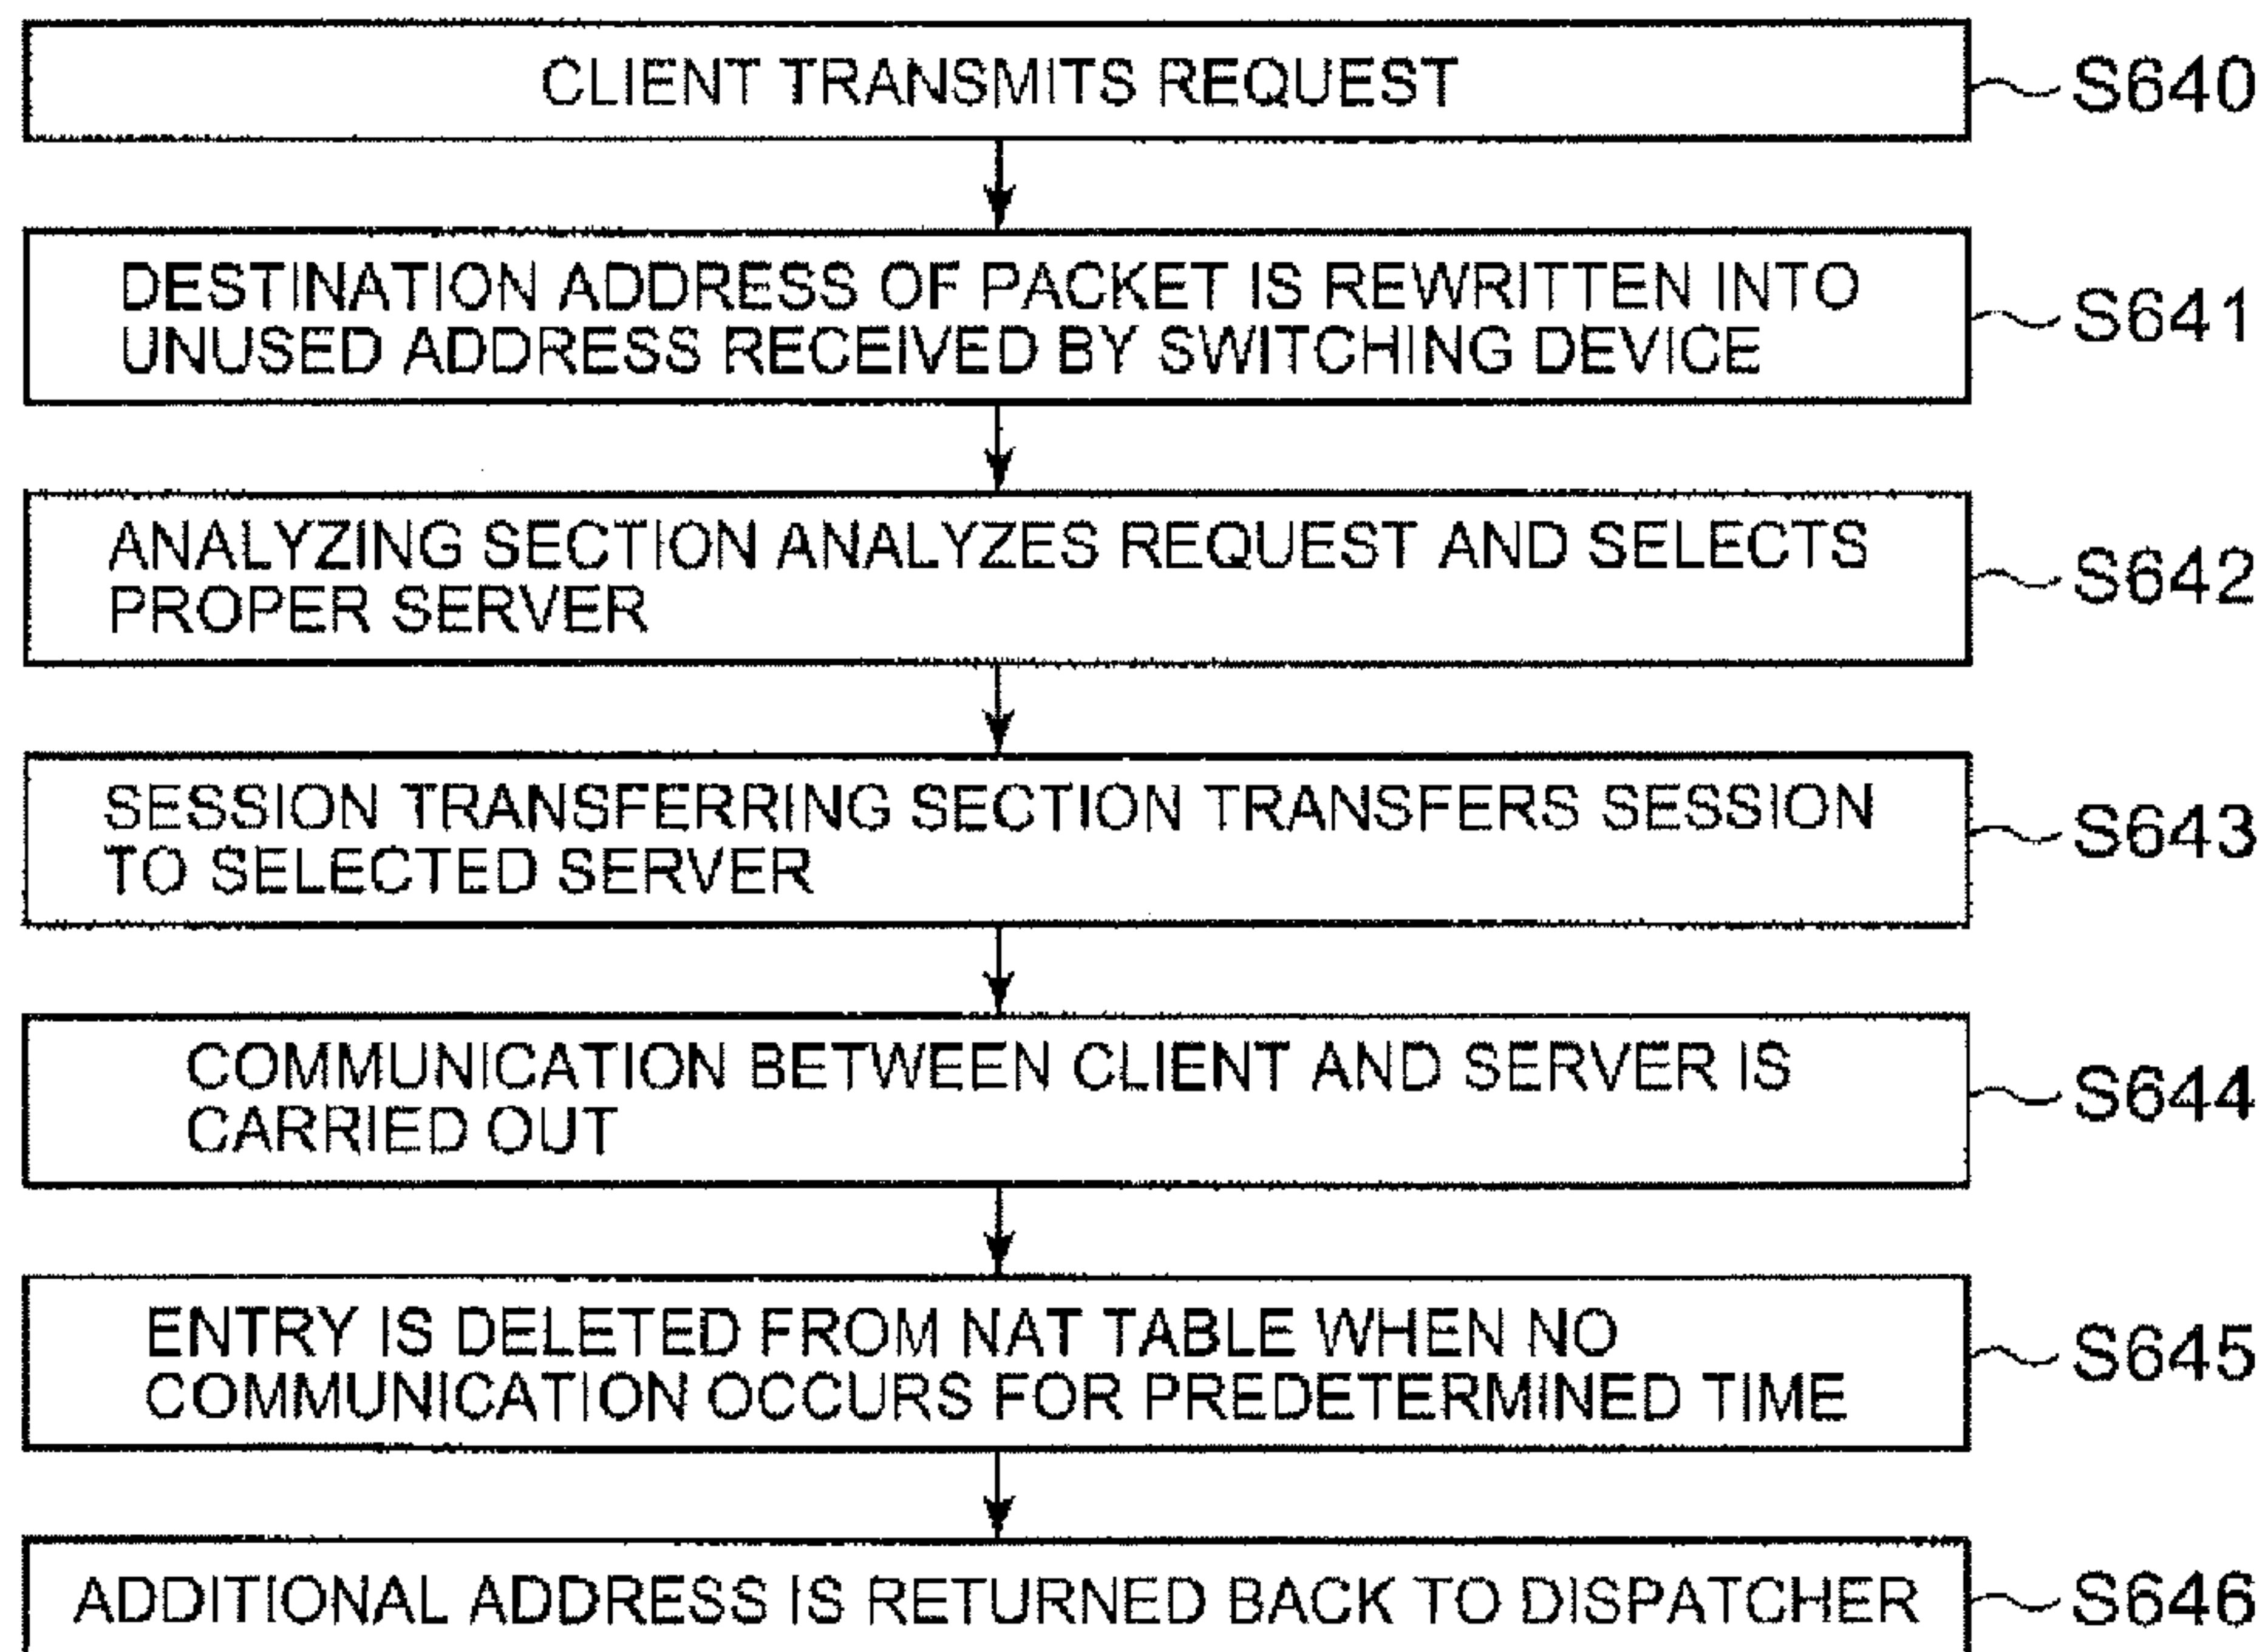 CLIENT TRANSMITS REQUEST
S640
DESTINATION ADDRESS OF PACKET IS REWRITTEN INTO
UNUSED ADDRESS RECEIVED BY SWITCHING DEVICE
S641
ANALYZING SECTION ANALYZES REQUEST AND SELECTS
PROPER SERVER
S642
SESSION TRANSFERRING SECTION TRANSFERS SESSION
TO SELECTED SERVER
S643
COMMUNICATION BETWEEN CLIENT AND SERVER IS
CARRIED OUT
S644
ENTRY IS DELETED FROM NAT TABLE WHEN NO
COMMUNICATION OCCURS FOR PREDETERMINED TIME
S645
ADDITIONAL ADDRESS IS RETURNED BACK TO DISPATCHER
S646